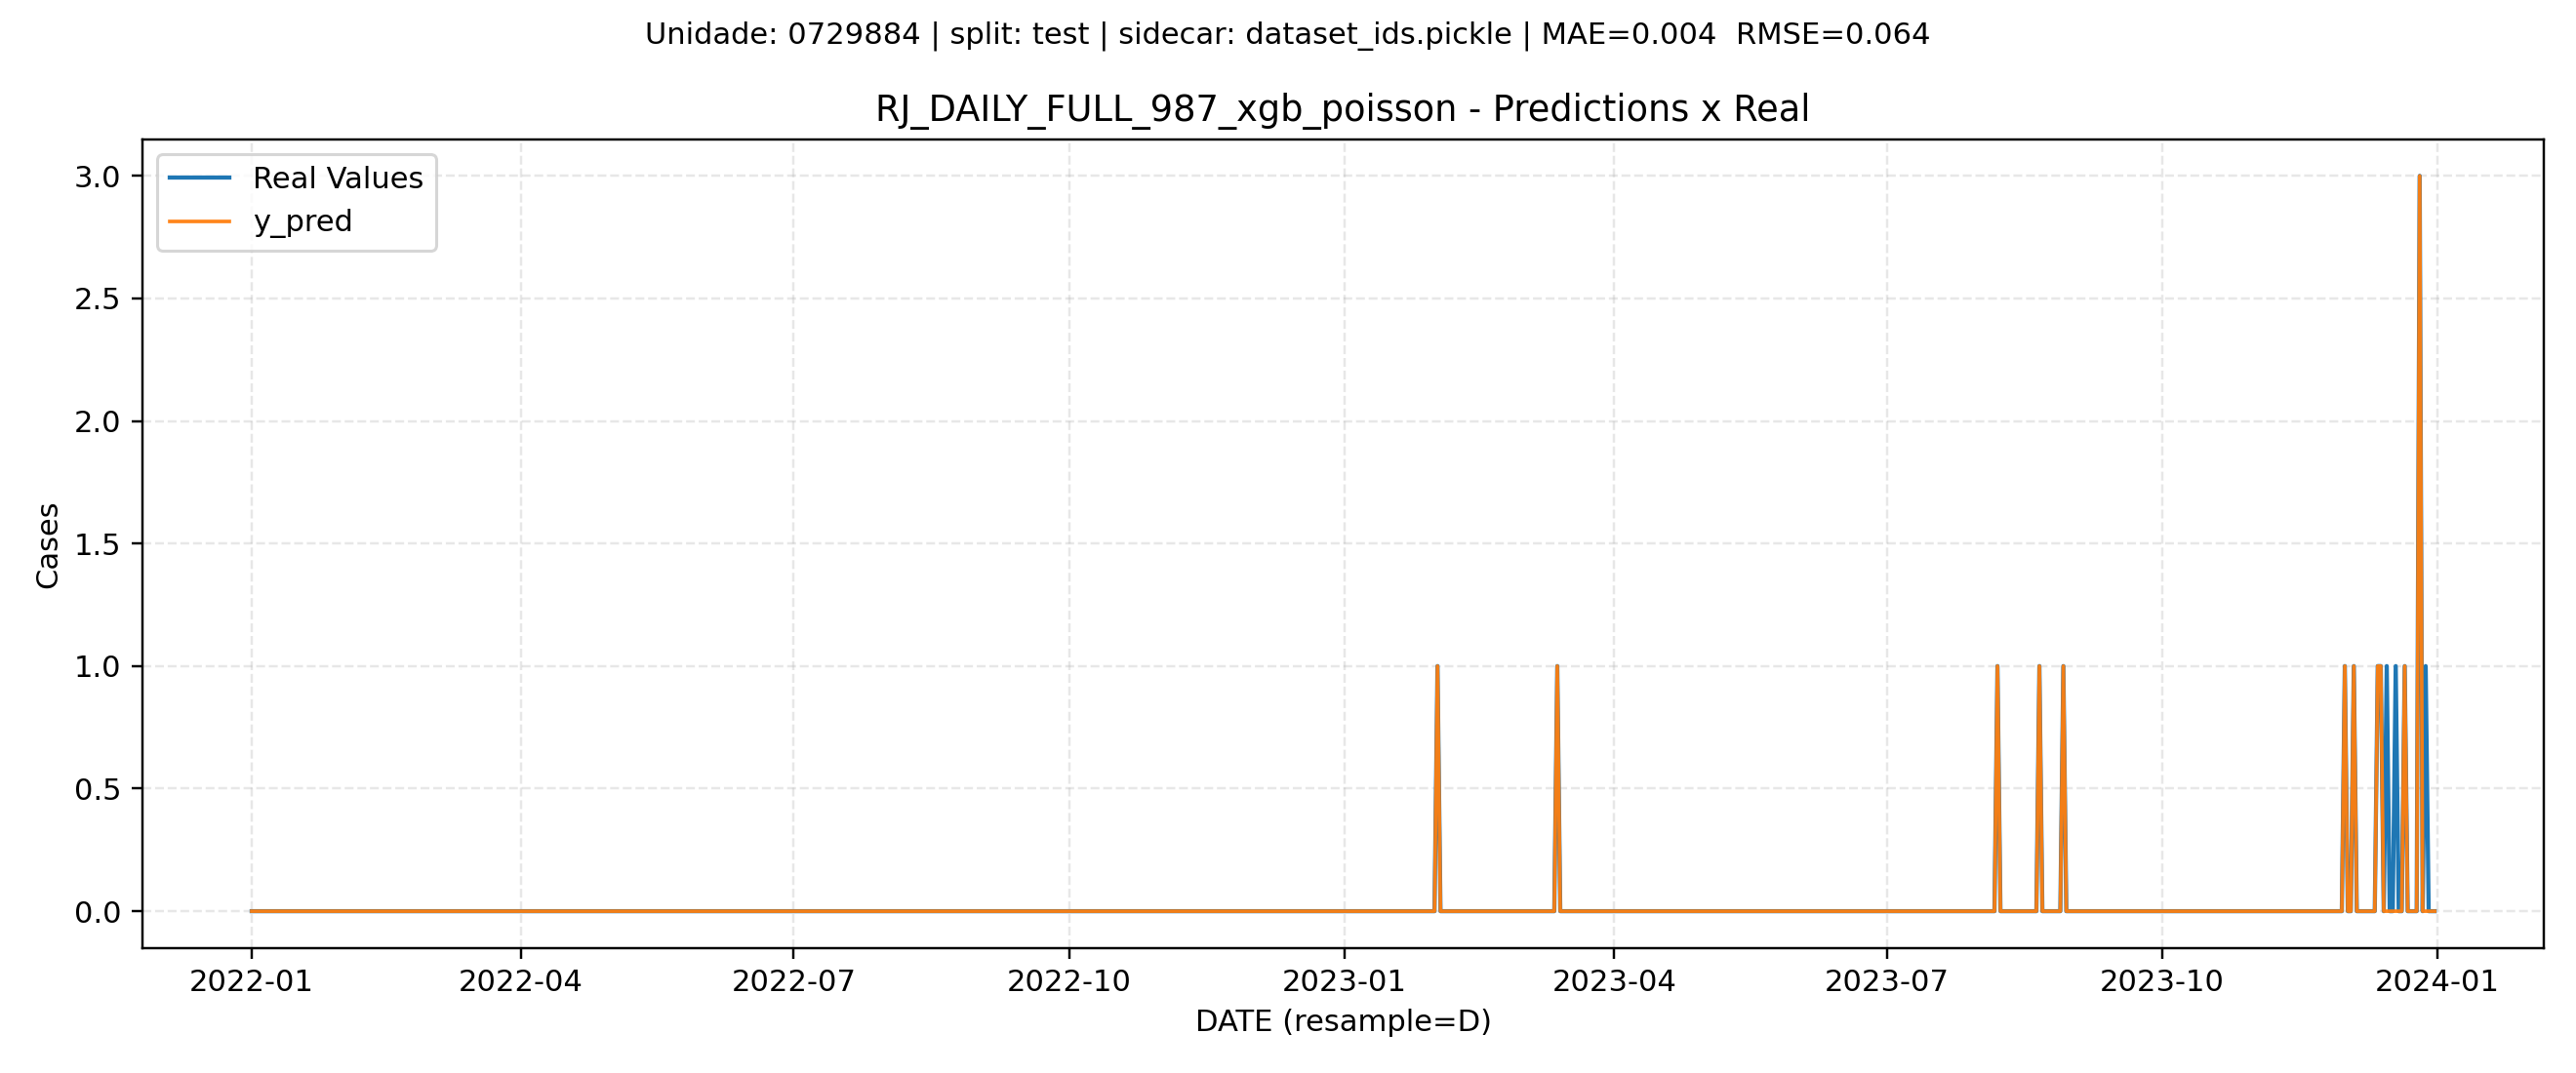 Unidade: 0729884 | split: test | sidecar: dataset_ids.pickle | MAE=0.004  RMSE=0.064
RJ_DAILY_FULL_987_xgb_poisson - Predictions x Real
Real Values
y_pred
3.0
2.5
2.0
1.5
1.0
0.5
0.0
Cases
2022-01 2022-04 2022-07 2022-10 2023-01 2023-04 2023-07 2023-10 2024-01
DATE (resample=D)